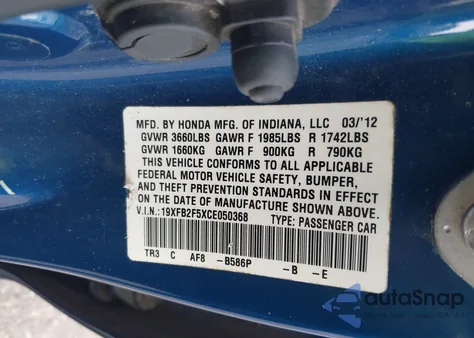 MFD. BY HONDA MFG. OF INDIANA, LLC 03/'12
GVWR 3660LBS GAWR F 1985LBS R 1742LBS
GVWR 1660KG GAWR F 900KG R 790KG
THIS VEHICLE CONFORMS TO ALL APPLICABLE
FEDERAL MOTOR VEHICLE SAFETY, BUMPER,
AND THEFT PREVENTION STANDARDS IN EFFECT
ON THE DATE OF MANUFACTURE SHOWN ABOVE.
V.I.N.: 19XFB2F5XCE050368 TYPE: PASSENGER CAR
TR3 C AF8 -B586P -B -E
autoSnap